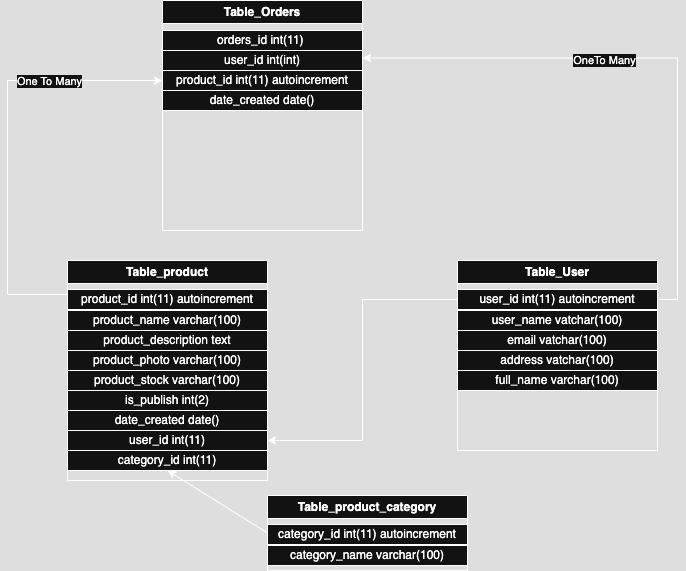 Table_Orders
orders_id int(11)
user_id int(int)
OneTo Many
One To Many
product_id int(11) autoincrement
date_created date()
Table_product
product_id int(11) autoincrement
product_name varchar(100)
product_description text
product_photo varchar(100)
product_stock varchar(100)
is_publish int(2)
date_created date()
user_id int(11)
category_id int(11)
Table_User
user_id int(11) autoincrement
user_name vatchar(100)
email vatchar(100)
address vatchar(100)
full_name varchar(100)
Table_product_category
category_id int(11) autoincrement
category_name varchar(100)